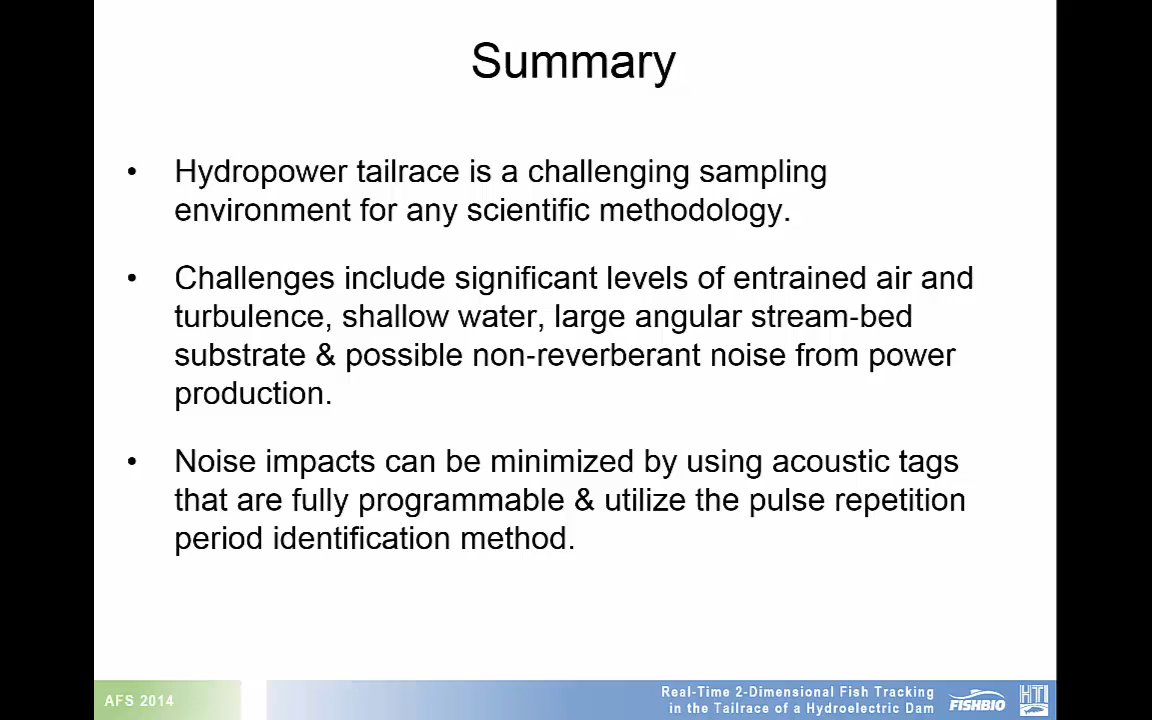 Summary
• Hydropower tailrace is a challenging sampling
environment for any scientific methodology.
• Challenges include significant levels of entrained air and
turbulence, shallow water, large angular stream-bed
substrate & possible non-reverberant noise from power
production.
• Noise impacts can be minimized by using acoustic tags
that are fully programmable & utilize the pulse repetition
period identification method.
AFS 2014
Real-Time 2-Dimensional Fish Tracking
in the Tailrace of a Hydroelectric Dam
FISHBIO
HTI